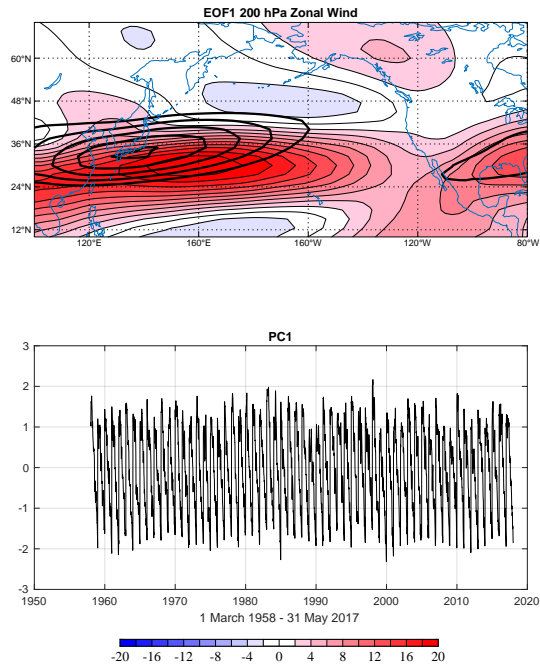 EOF1 200 hPa Zonal Wind
60°N
48°N
36°N
24°N
12°N
120°E 160°E 160°W 120°W 80°W
PC1
3
2
1
0
-1
-2
-3
1950 1960 1970 1980 1990 2000 2010 2020
1 March 1958 - 31 May 2017
-20 -16 -12 -8 -4 0 4 8 12 16 20